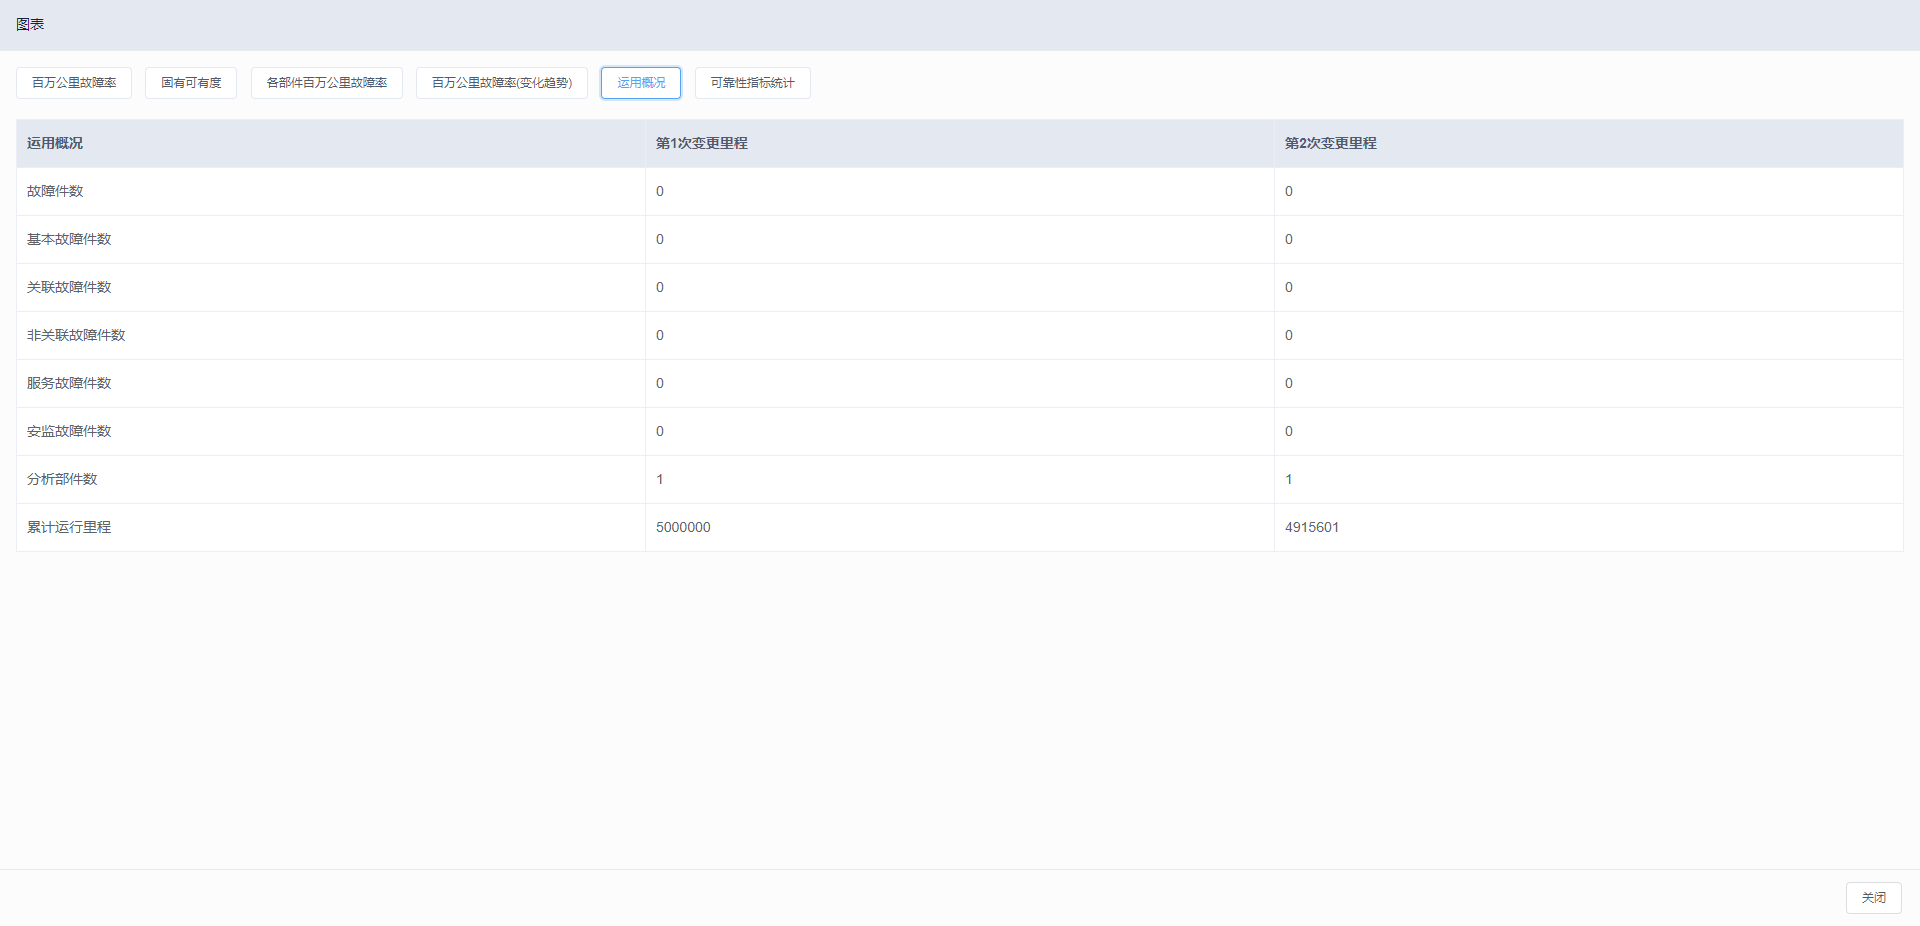 图表
百万公里故障率 固有可有度 各部件百万公里故障率 百万公里故障率(变化趋势) 运用概况 可靠性指标统计
运用概况 第1次变更里程 第2次变更里程
故障件数 0 0
基本故障件数 0 0
关联故障件数 0 0
非关联故障件数 0 0
服务故障件数 0 0
安监故障件数 0 0
分析部件数 1 1
累计运行里程 5000000 4915601
关闭